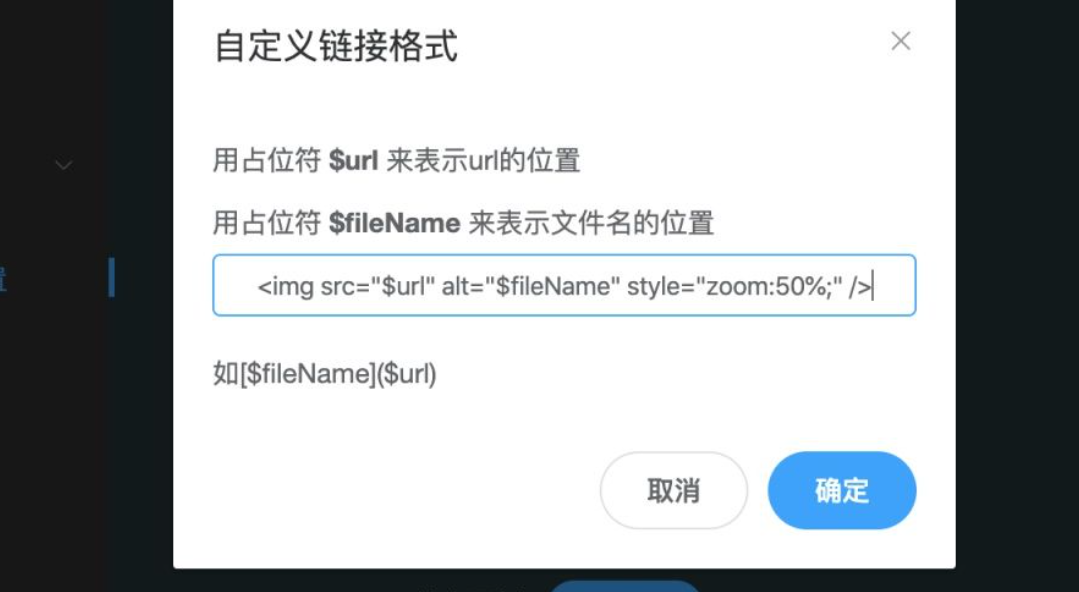 自定义链接格式
用占位符 $url 来表示url的位置
用占位符 $fileName 来表示文件名的位置
<img src="$url" alt="$fileName" style="zoom:50%;" />
如[$fileName]($url)
取消
确定